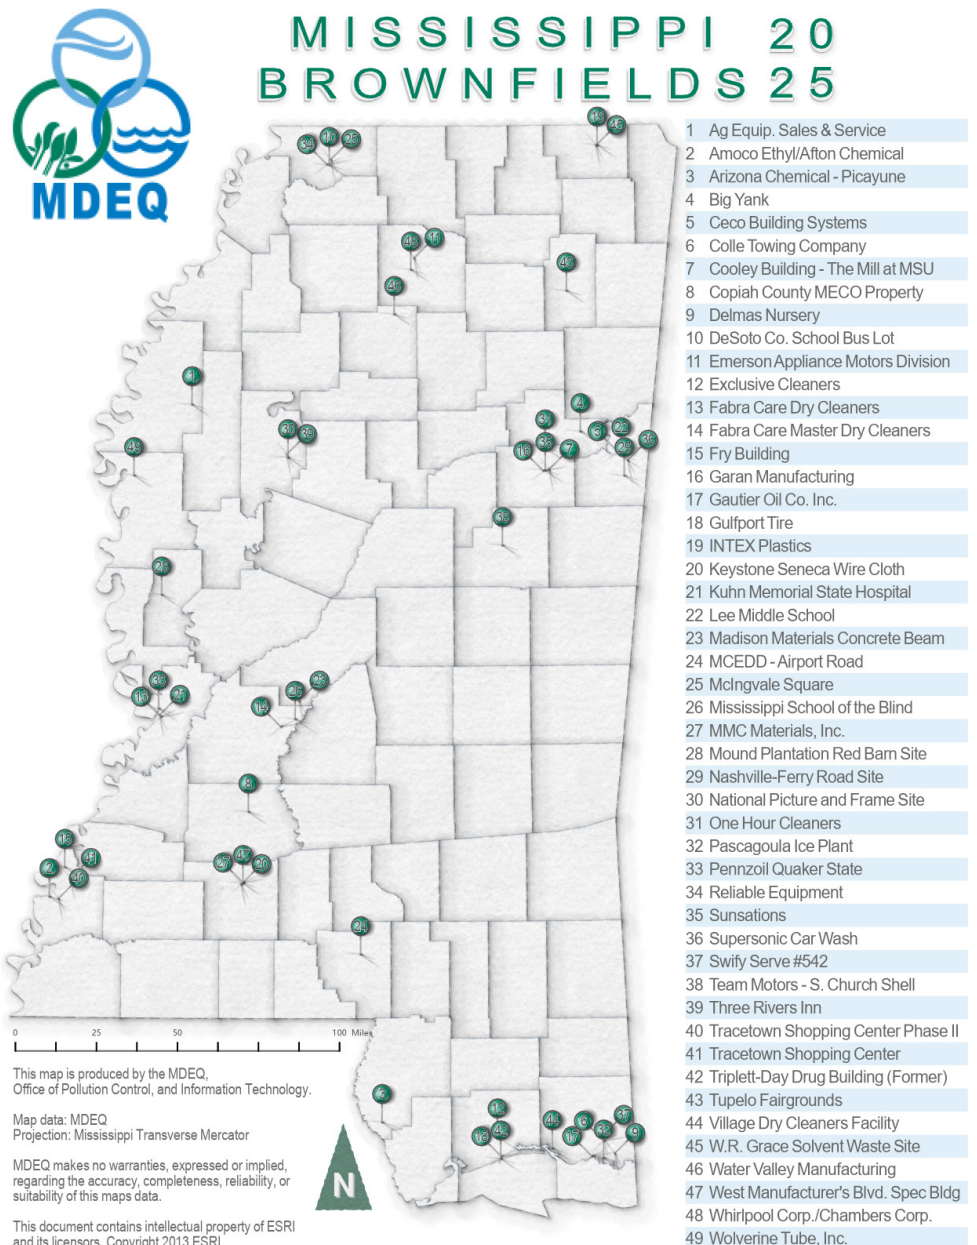 MISSISSIPPI 20
BROWNFIELDS 25
MDEQ
1 Ag Equip. Sales & Service
2 Amoco Ethyl/Afton Chemical
3 Arizona Chemical - Picayune
4 Big Yank
5 Ceco Building Systems
6 Colle Towing Company
7 Cooley Building - The Mill at MSU
8 Copiah County MECO Property
9 Delmas Nursery
10 DeSoto Co. School Bus Lot
11 Emerson Appliance Motors Division
12 Exclusive Cleaners
13 Fabra Care Dry Cleaners
14 Fabra Care Master Dry Cleaners
15 Fry Building
16 Garan Manufacturing
17 Gautier Oil Co. Inc.
18 Gulfport Tire
19 INTEX Plastics
20 Keystone Seneca Wire Cloth
21 Kuhn Memorial State Hospital
22 Lee Middle School
23 Madison Materials Concrete Beam
24 MCEDD - Airport Road
25 McIngvale Square
26 Mississippi School of the Blind
27 MMC Materials, Inc.
28 Mound Plantation Red Barn Site
29 Nashville-Ferry Road Site
30 National Picture and Frame Site
31 One Hour Cleaners
32 Pascagoula Ice Plant
33 Pennzoil Quaker State
34 Reliable Equipment
35 Sunsations
36 Supersonic Car Wash
37 Swify Serve #542
38 Team Motors - S. Church Shell
39 Three Rivers Inn
40 Tracetown Shopping Center Phase II
41 Tracetown Shopping Center
42 Triplett-Day Drug Building (Former)
43 Tupelo Fairgrounds
44 Village Dry Cleaners Facility
45 W.R. Grace Solvent Waste Site
46 Water Valley Manufacturing
47 West Manufacturer's Blvd. Spec Bldg
48 Whirlpool Corp./Chambers Corp.
49 Wolverine Tube, Inc.
0 25 50 100 Miles
This map is produced by the MDEQ,
Office of Pollution Control, and Information Technology.
Map data: MDEQ
Projection: Mississippi Transverse Mercator
MDEQ makes no warranties, expressed or implied,
regarding the accuracy, completeness, reliability, or
suitability of this maps data.
This document contains intellectual property of ESRI
and its licensors. Copyright 2013 ESRI
N